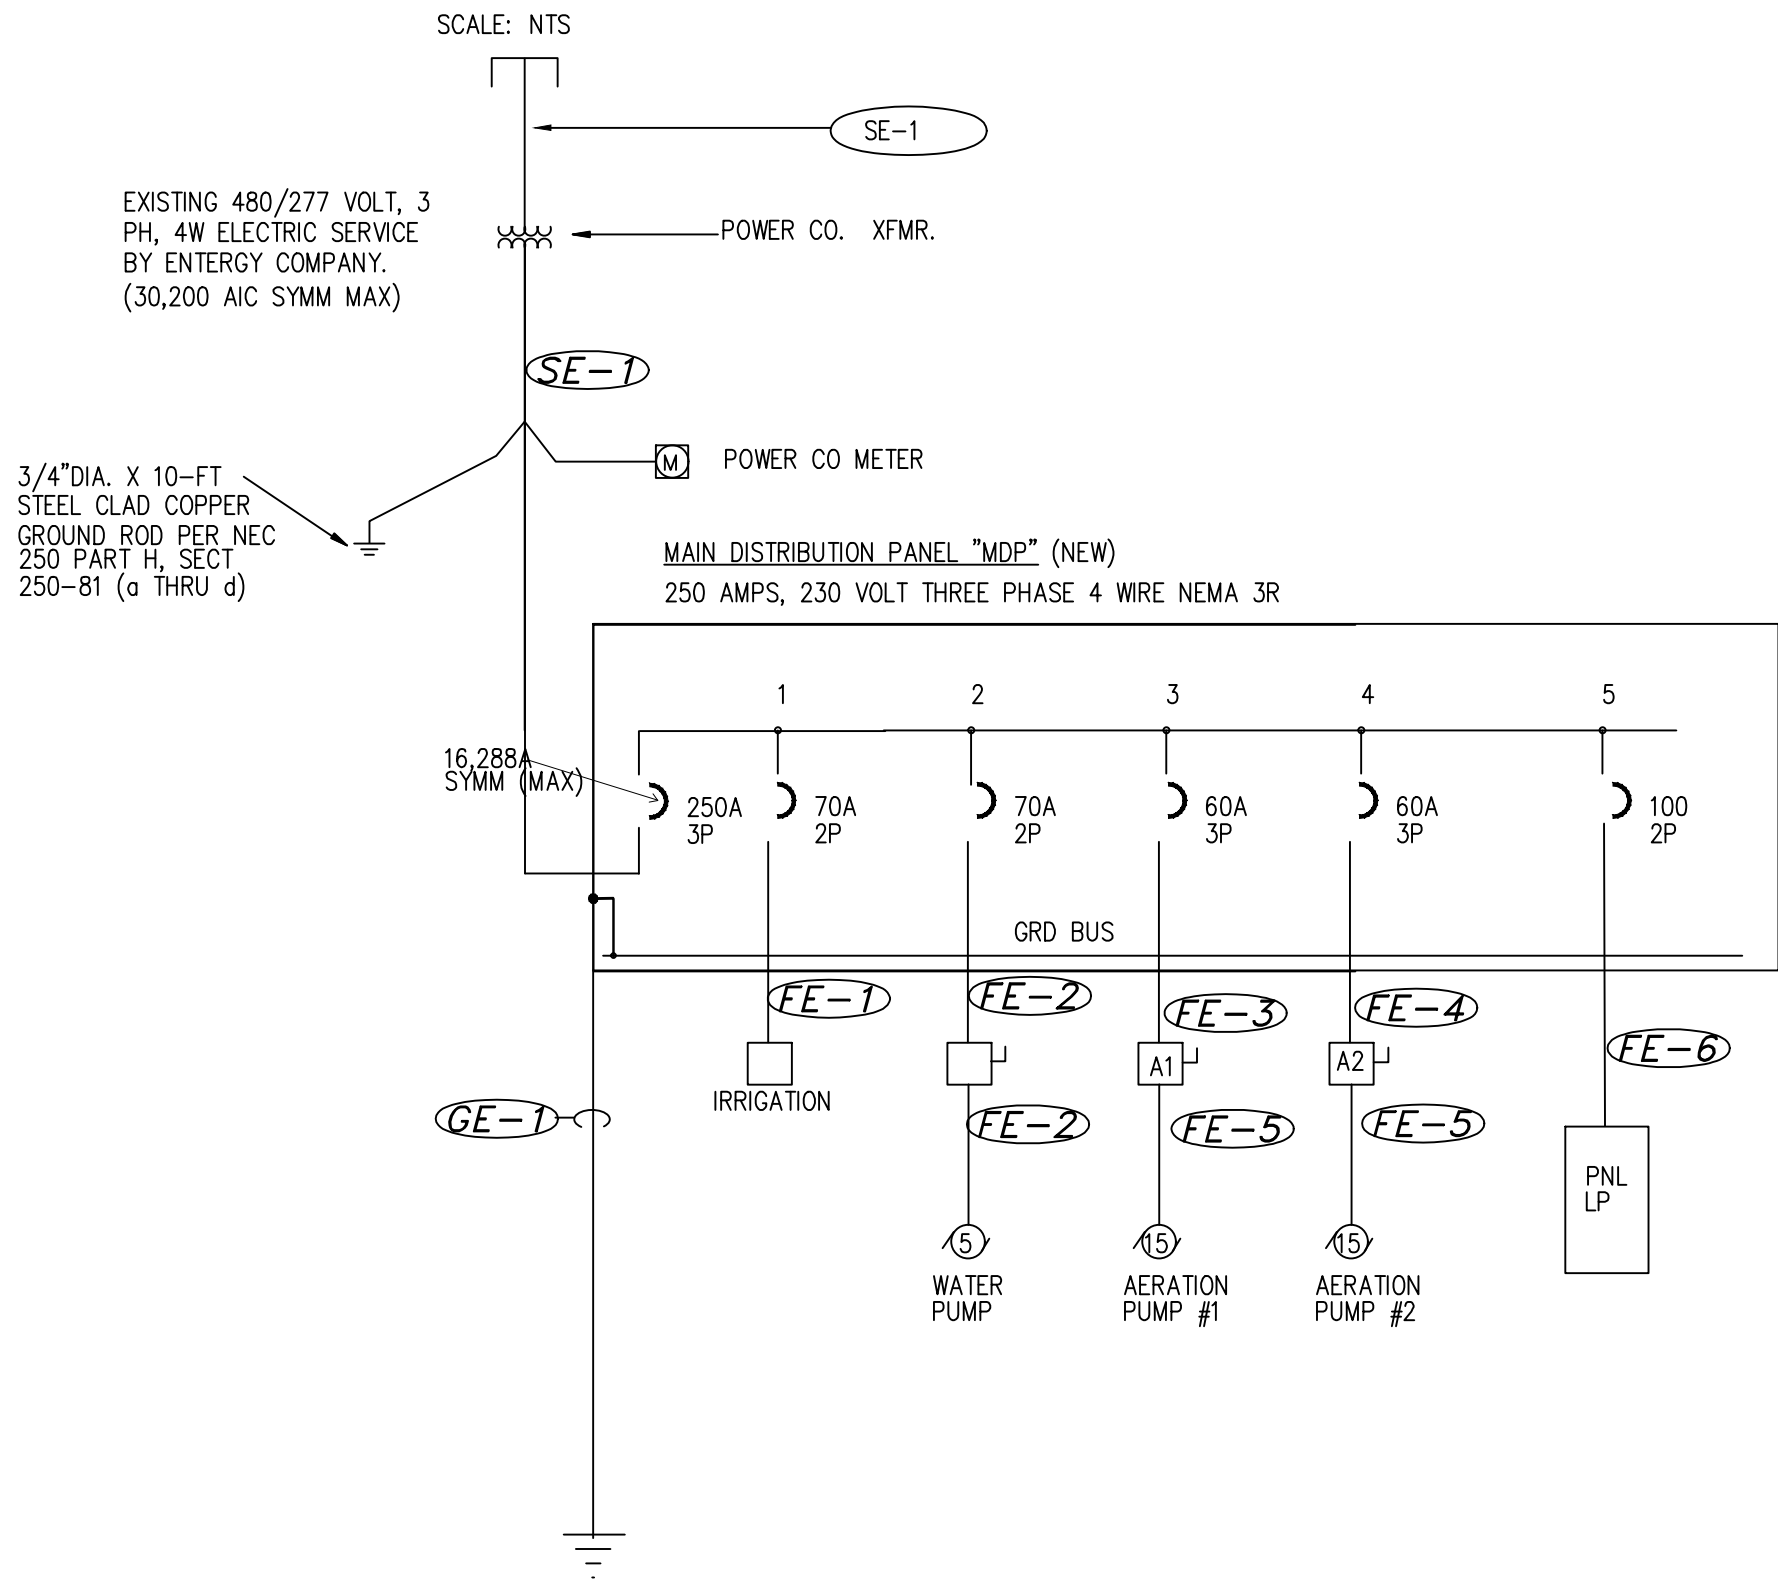 SCALE: NTS
SE-1
EXISTING 480/277 VOLT, 3
PH, 4W ELECTRIC SERVICE
BY ENTERGY COMPANY.
(30,200 AIC SYMM MAX)
POWER CO. XFMR.
SE-1
POWER CO METER
M
3/4"DIA. X 10-FT
STEEL CLAD COPPER
GROUND ROD PER NEC
250 PART H, SECT
250-81 (a THRU d)
MAIN DISTRIBUTION PANEL "MDP" (NEW)
250 AMPS, 230 VOLT THREE PHASE 4 WIRE NEMA 3R
1
2
3
4
5
16,288A
SYMM (MAX)
250A
3P
70A
2P
70A
2P
60A
3P
60A
3P
100
2P
GRD BUS
FE-1
FE-2
FE-3
FE-4
FE-6
A1
A2
IRRIGATION
GE-1
FE-2
FE-5
FE-5
PNL
LP
5
15
15
WATER
PUMP
AERATION
PUMP #1
AERATION
PUMP #2